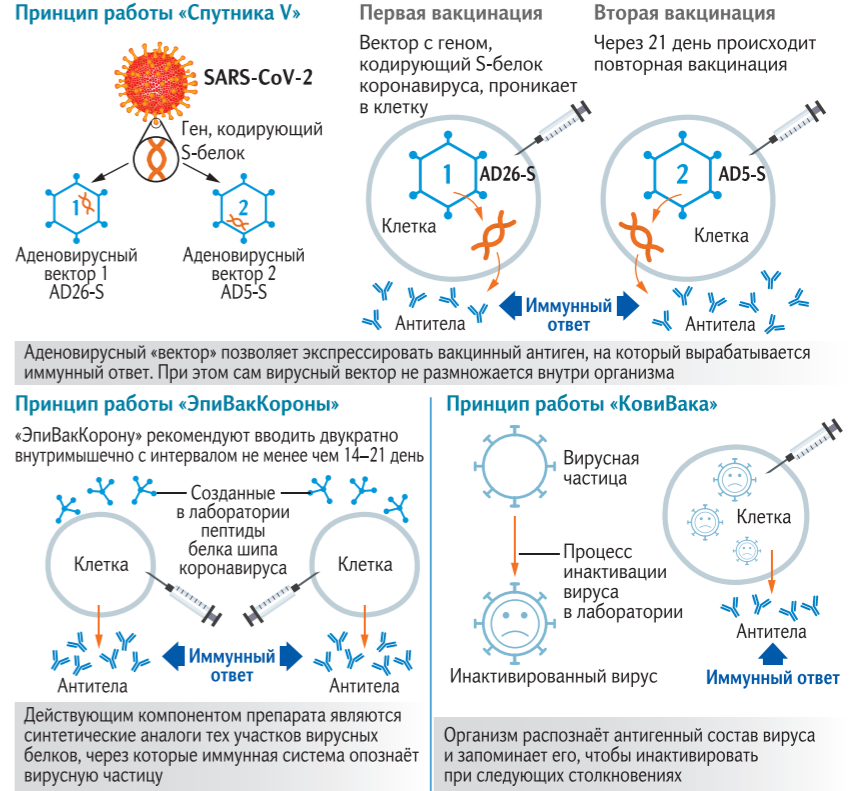 Принцип работы «Спутника V»
SARS-CoV-2
Ген, кодирующий
S-белок
1
2
Аденовирусный
вектор 1
AD26-S
Аденовирусный
вектор 2
AD5-S
Первая вакцинация
Вектор с геном,
кодирующий S-белок
коронавируса, проникает
в клетку
1
AD26-S
Клетка
Антитела
Вторая вакцинация
Через 21 день происходит
повторная вакцинация
2
AD5-S
Клетка
Иммунный
ответ
Антитела
Аденовирусный «вектор» позволяет экспрессировать вакцинный антиген, на который вырабатывается
иммунный ответ. При этом сам вирусный вектор не размножается внутри организма
Принцип работы «ЭпиВакКороны»
«ЭпиВакКорону» рекомендуют вводить двукратно
внутримышечно с интервалом не менее чем 14–21 день
Созданные
в лаборатории
пептиды
белка шипа
коронавируса
Клетка
Клетка
Иммунный
ответ
Антитела
Антитела
Действующим компонентом препарата являются
синтетические аналоги тех участков вирусных
белков, через которые иммунная система опознаёт
вирусную частицу
Принцип работы «КовиВака»
Вирусная
частица
Процесс
инактивации
вируса
в лаборатории
Инактивированный вирус
Клетка
Антитела
Иммунный ответ
Организм распознаёт антигенный состав вируса
и запоминает его, чтобы инактивировать
при следующих столкновениях